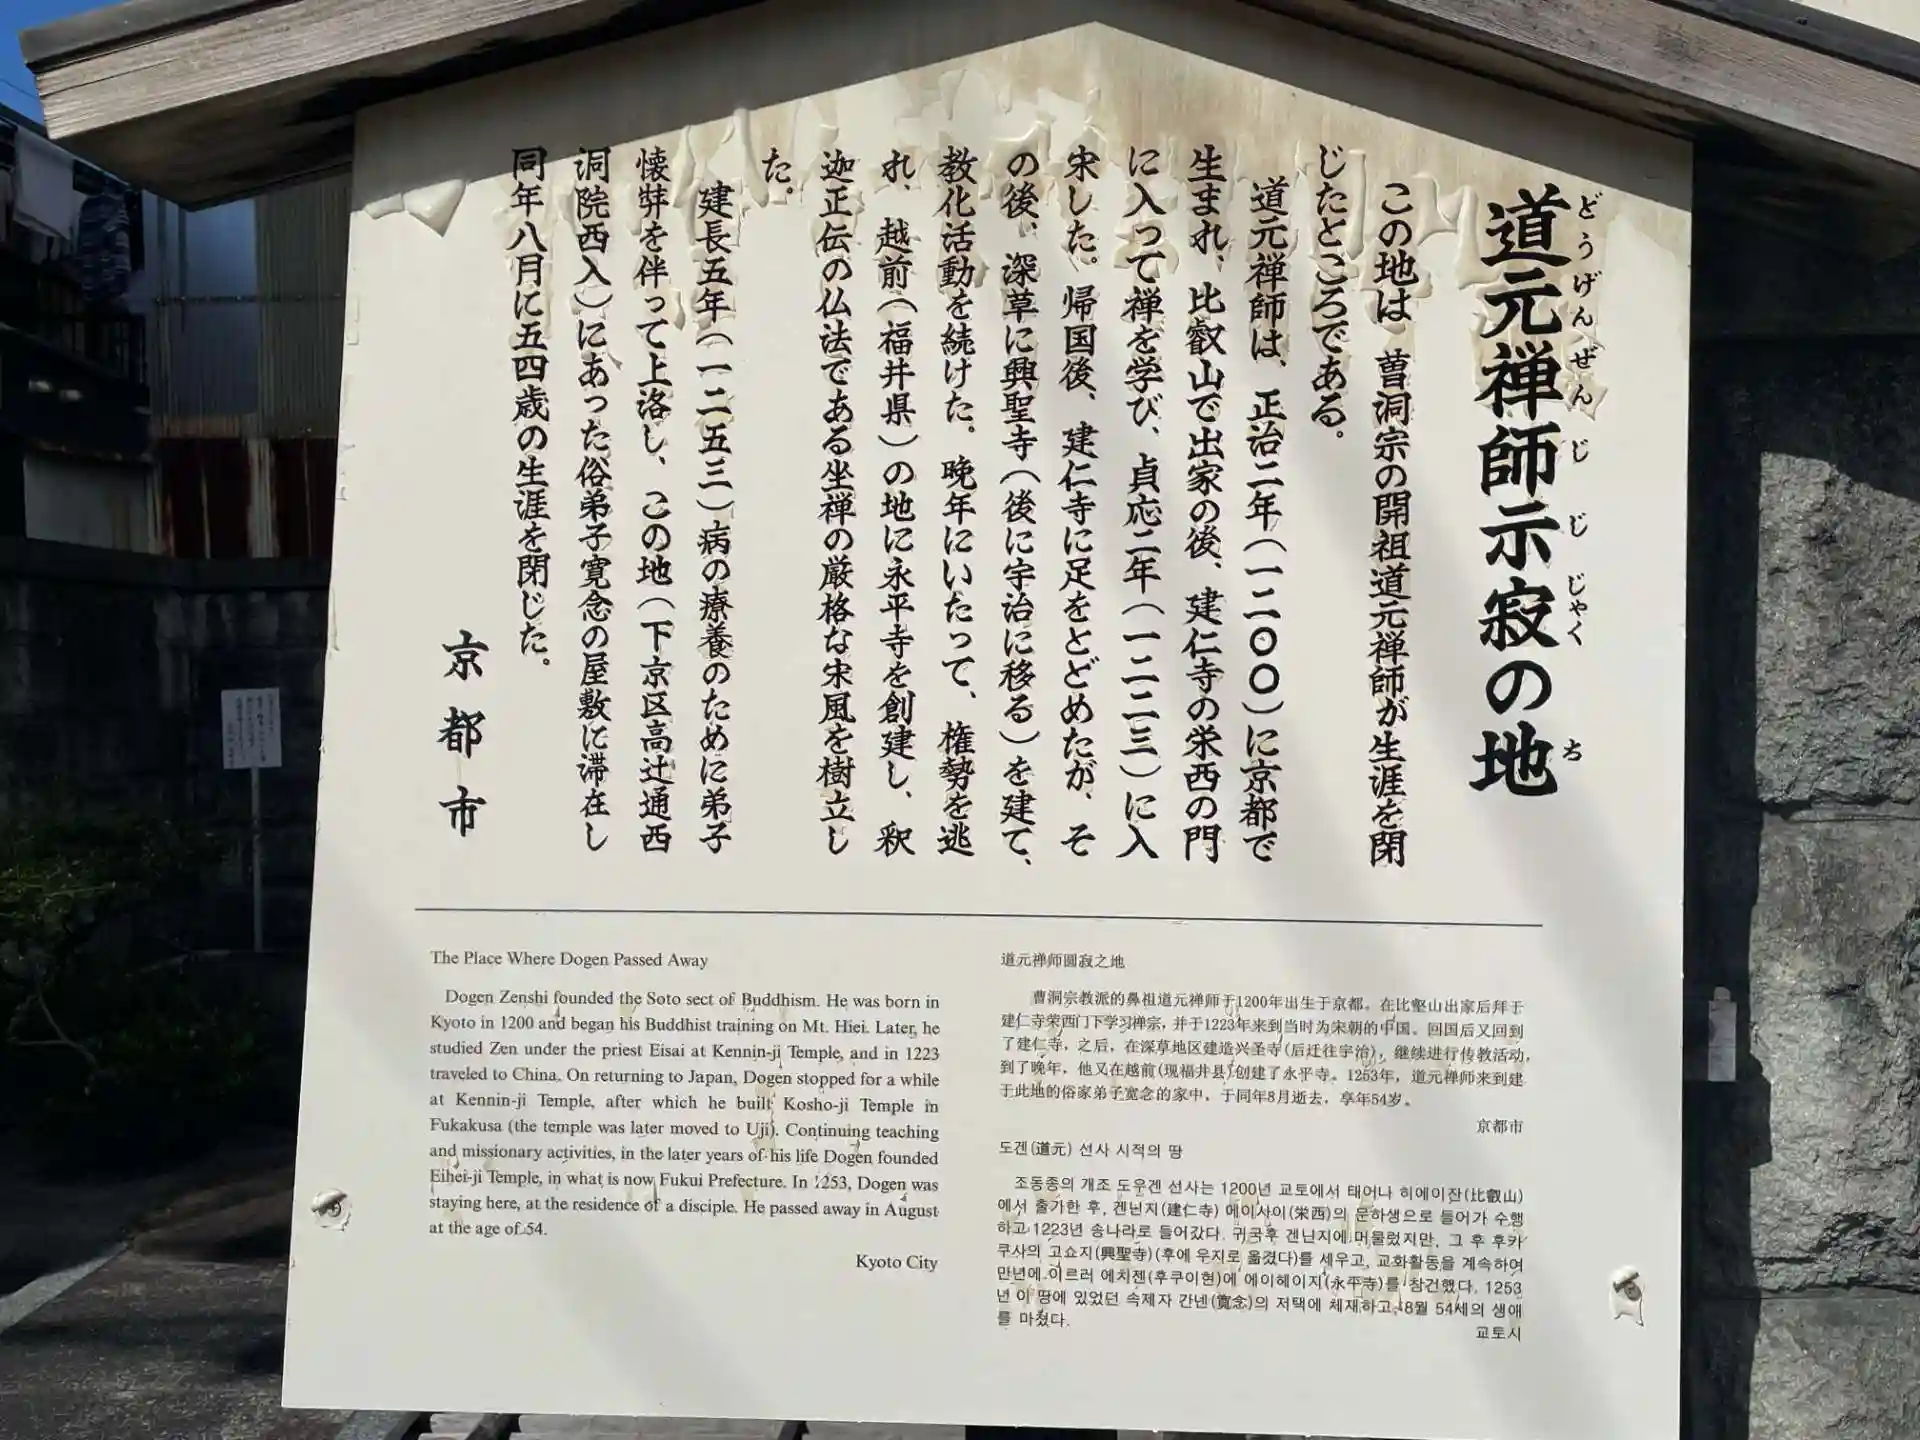 道元禅師示寂の地
どうげんぜんじじじゃく ち
この地は、曹洞宗の開祖道元禅師が生涯を閉
じたところである。
道元禅師は、正治二年（一二〇〇）に京都で
生まれ、比叡山で出家の後、建仁寺の栄西の門
に入って禅を学び、貞応二年（一二二三）に入
宋した。帰国後、建仁寺に足をとどめたが、そ
の後、深草に興聖寺（後に宇治に移る）を建て、
教化活動を続けた。晩年にいたって、権勢を逃
れ、越前（福井県）の地に永平寺を創建し、釈
迦正伝の仏法である坐禅の厳格な宋風を樹立し
た。
建長五年（一二五三）病の療養のために弟子
懐弉を伴って上洛し、この地（下京区高辻通西
洞院西入）にあった俗弟子寛念の屋敷に滞在し
同年八月に五四歳の生涯を閉じた。
京都市
The Place Where Dogen Passed Away
Dogen Zenshi founded the Soto sect of Buddhism. He was born in
Kyoto in 1200 and began his Buddhist training on Mt. Hiei. Later, he
studied Zen under the priest Eisai at Kennin-ji Temple, and in 1223
traveled to China. On returning to Japan, Dogen stopped for a while
at Kennin-ji Temple, after which he built Kosho-ji Temple in
Fukakusa (the temple was later moved to Uji). Continuing teaching
and missionary activities, in the later years of his life Dogen founded
Eihei-ji Temple, in what is now Fukui Prefecture. In 1253, Dogen was
staying here, at the residence of a disciple. He passed away in August
at the age of 54.
Kyoto City
道元禅师圆寂之地
曹洞宗教派的鼻祖道元禅师于1200年出生于京都。在比壑山出家后拜于
建仁寺荣西门下学习禅宗，并于1223年来到当时为宋朝的中国。回国后又回到
了建仁寺，之后，在深草地区建造兴圣寺(后迁往宇治)，继续进行传教活动，
到了晚年，他又在越前(现福井县)创建了永平寺。1253年，道元禅师来到建
于此地的俗家弟子宽念的家中，于同年8月逝去，享年54岁。
京都市
도겐(道元) 선사 시적의 땅
조동종의 개조 도우겐 선사는 1200년 교토에서 태어나 히에이잔(比叡山)
에서 출가한 후, 겐닌지(建仁寺) 에이사이(栄西)의 문하생으로 들어가 수행
하고 1223년 송나라로 들어갔다. 귀국후 겐닌지에 머물렀지만, 그 후 후카
쿠사의 고쇼지(興聖寺)(후에 우지로 옮겼다)를 세우고, 교화활동을 계속하여
만년에 이르러 에치젠(후쿠이현)에 에이헤이지(永平寺)를 창건했다. 1253
년 이 땅에 있었던 속제자 간넨(寛念)의 저택에 체재하고, 8월 54세의 생애
를 마쳤다.
교토시